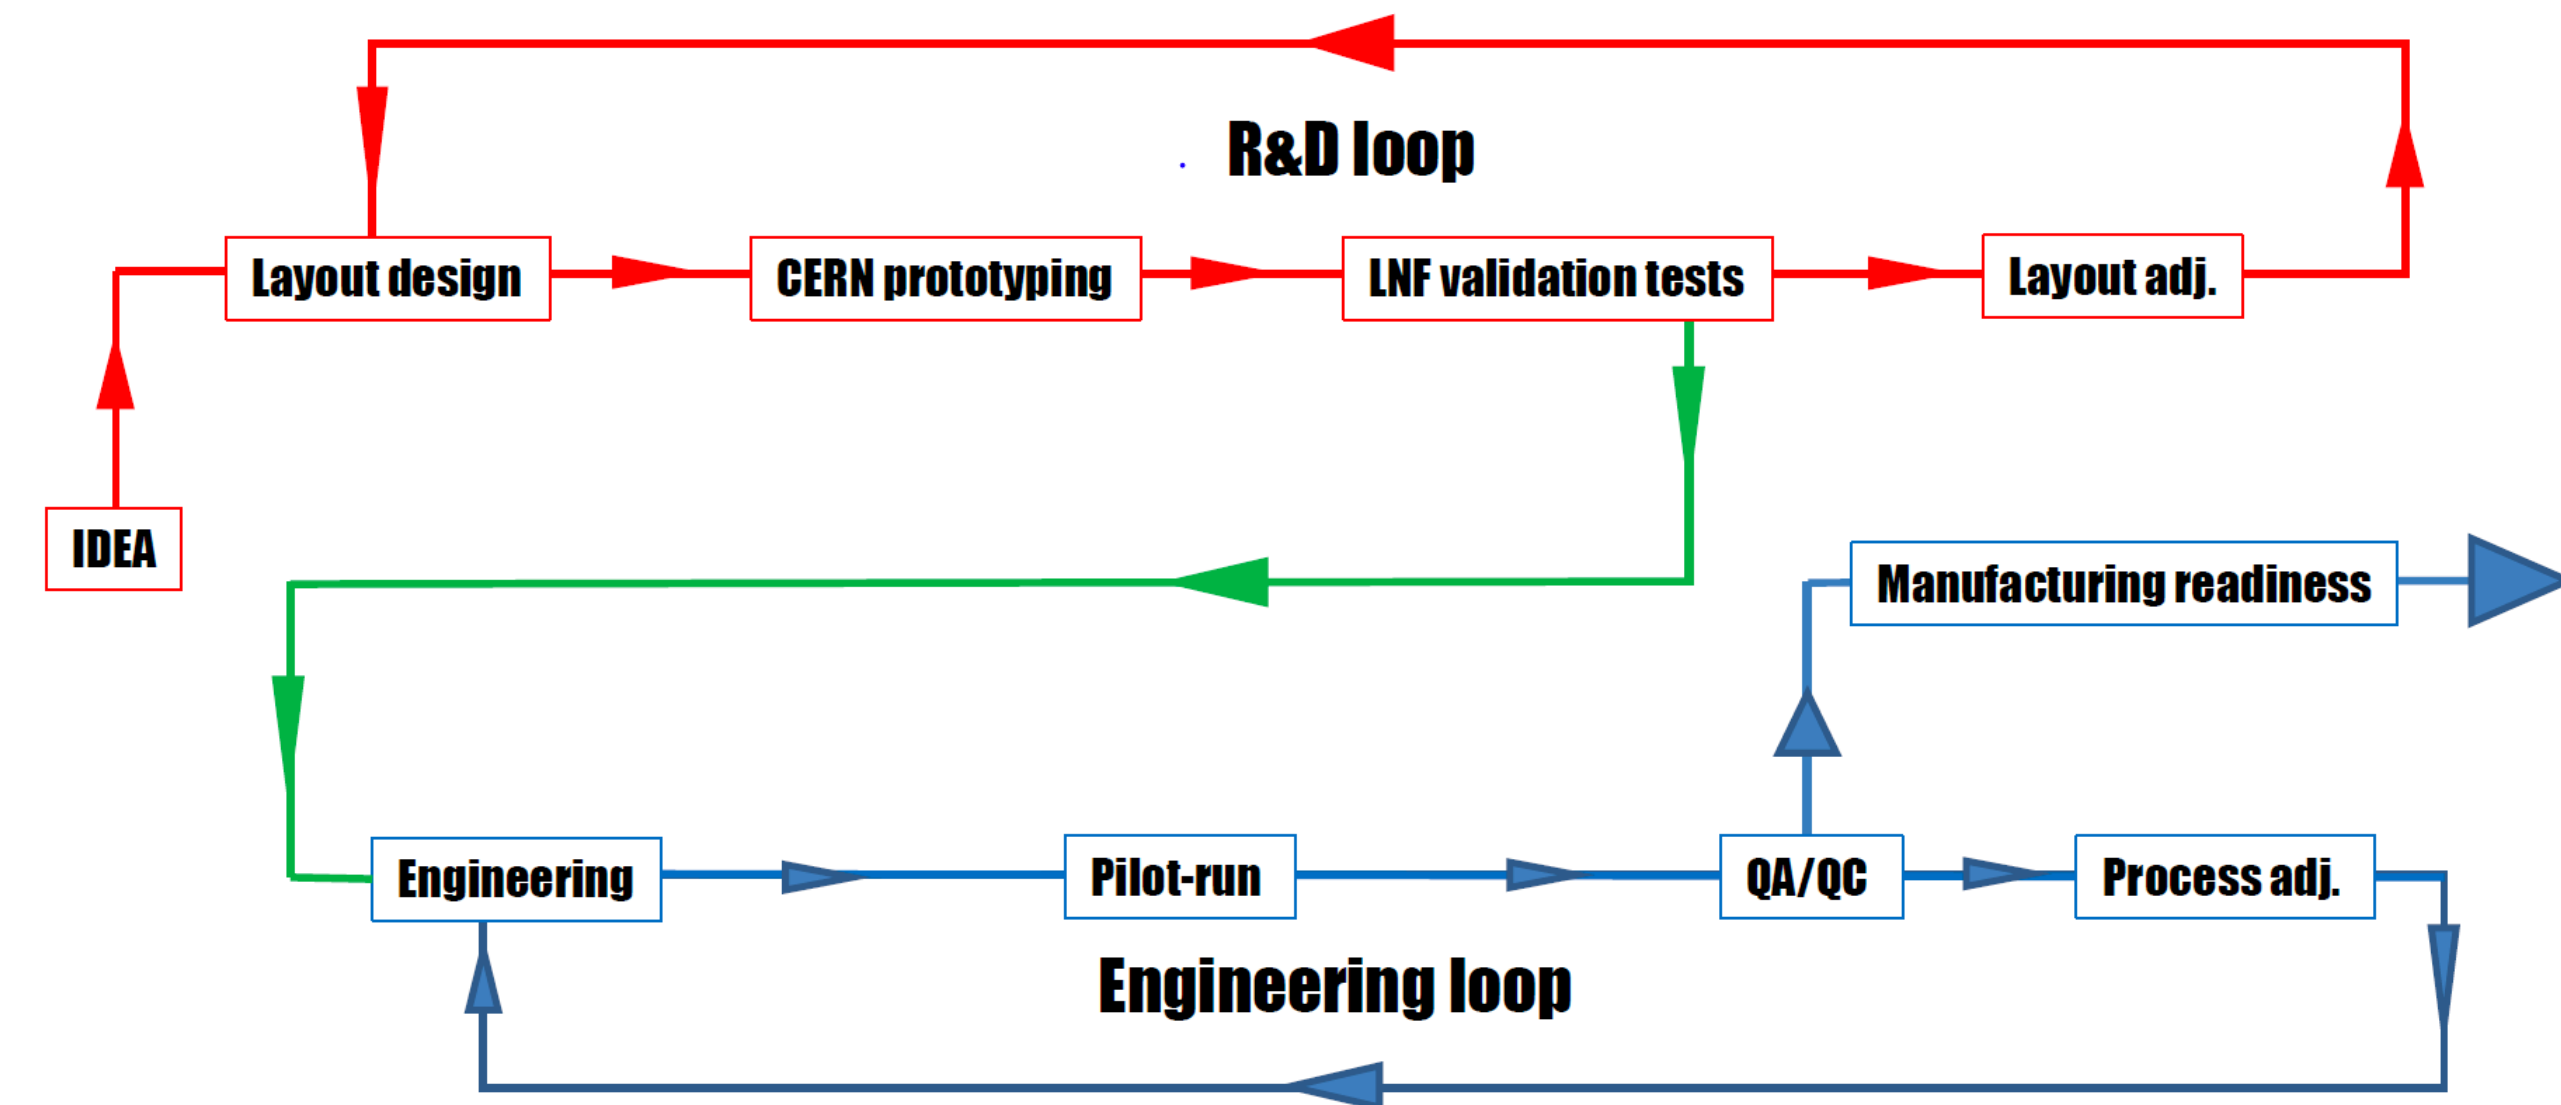 R&D loop
Layout design
CERN prototyping
LNF validation tests
Layout adj.
IDEA
Manufacturing readiness
Engineering
Pilot-run
QA/QC
Process adj.
Engineering loop